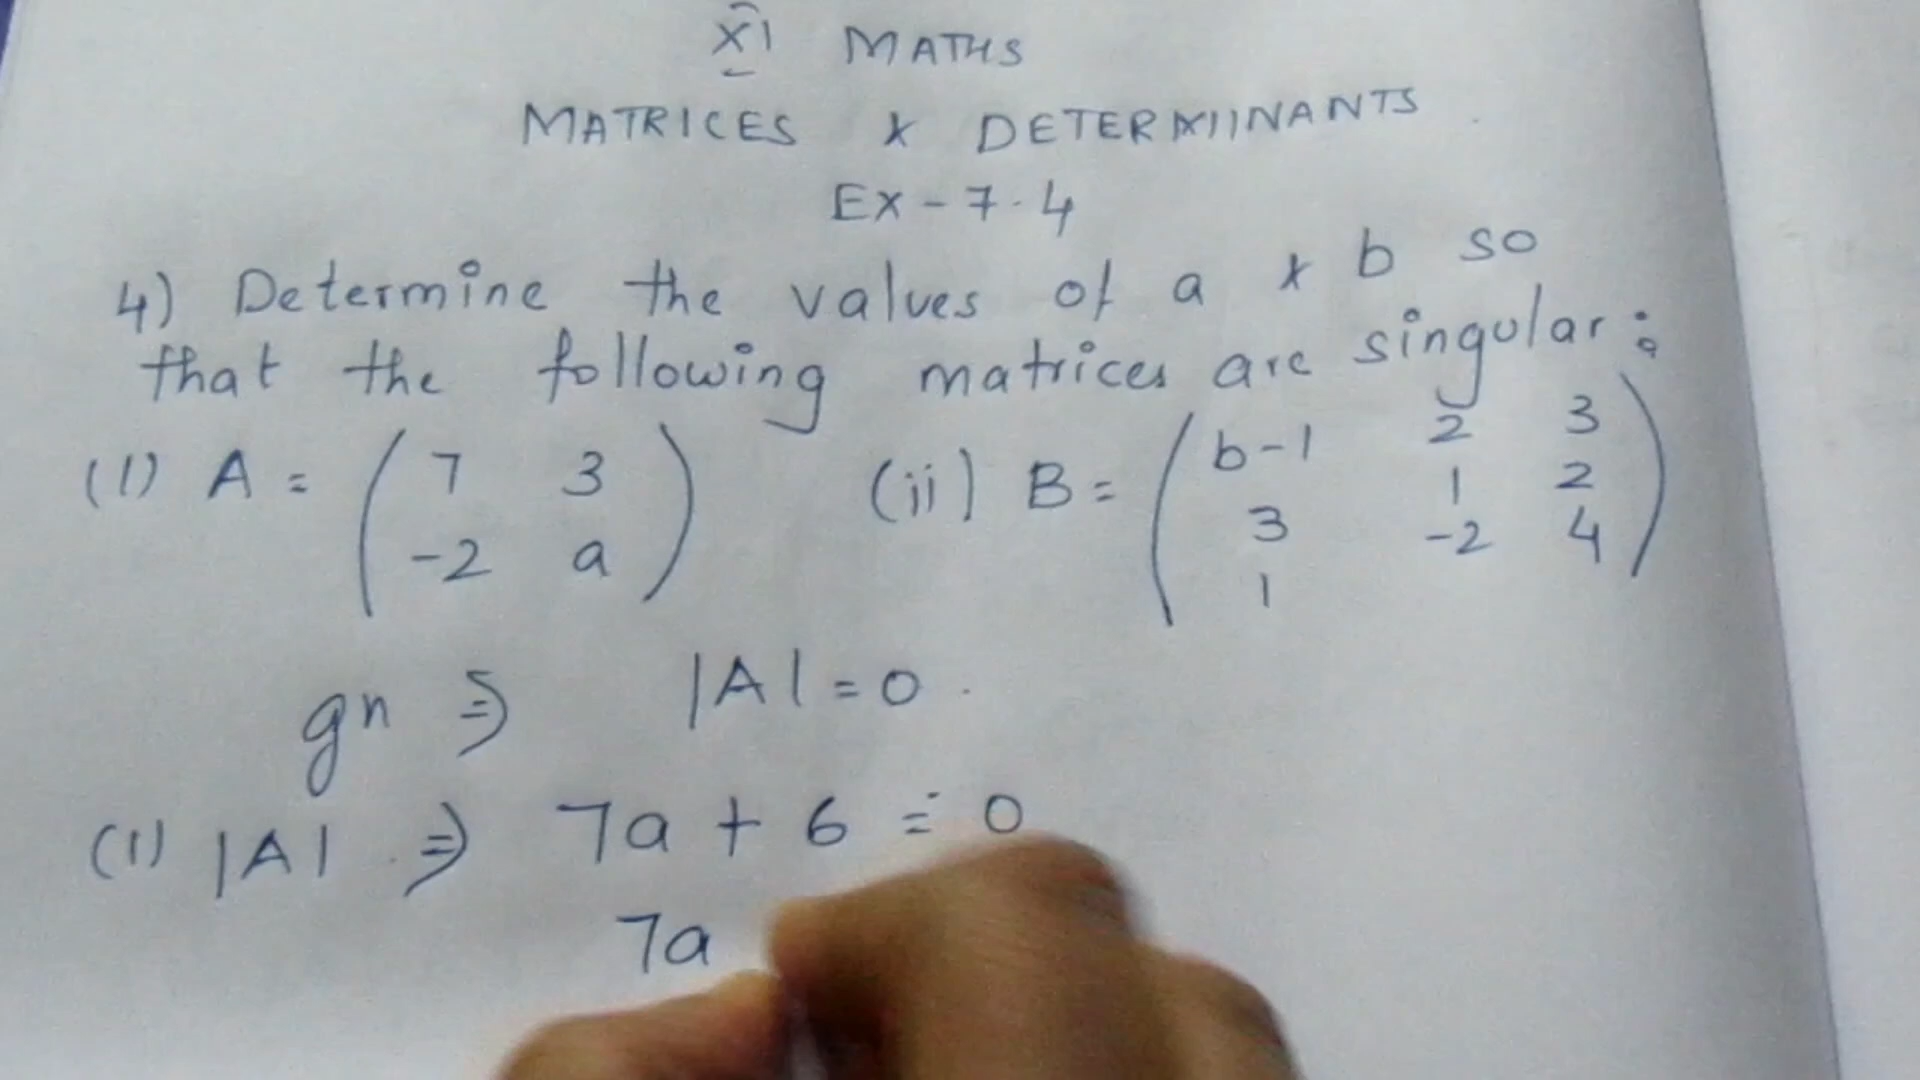 XI MATHS
MATRICES & DETERMINANTS
EX-7.4
4) Determine the values of a & b so
that the following matrices are singular:
(I) A = ( 7 3 (ii) B = ( b-1 2 3
-2 a ) 3 1 2
1 -2 4 )
gn ⇒ |A| = 0.
(I) |A| ⇒ 7a + 6 = 0
7a